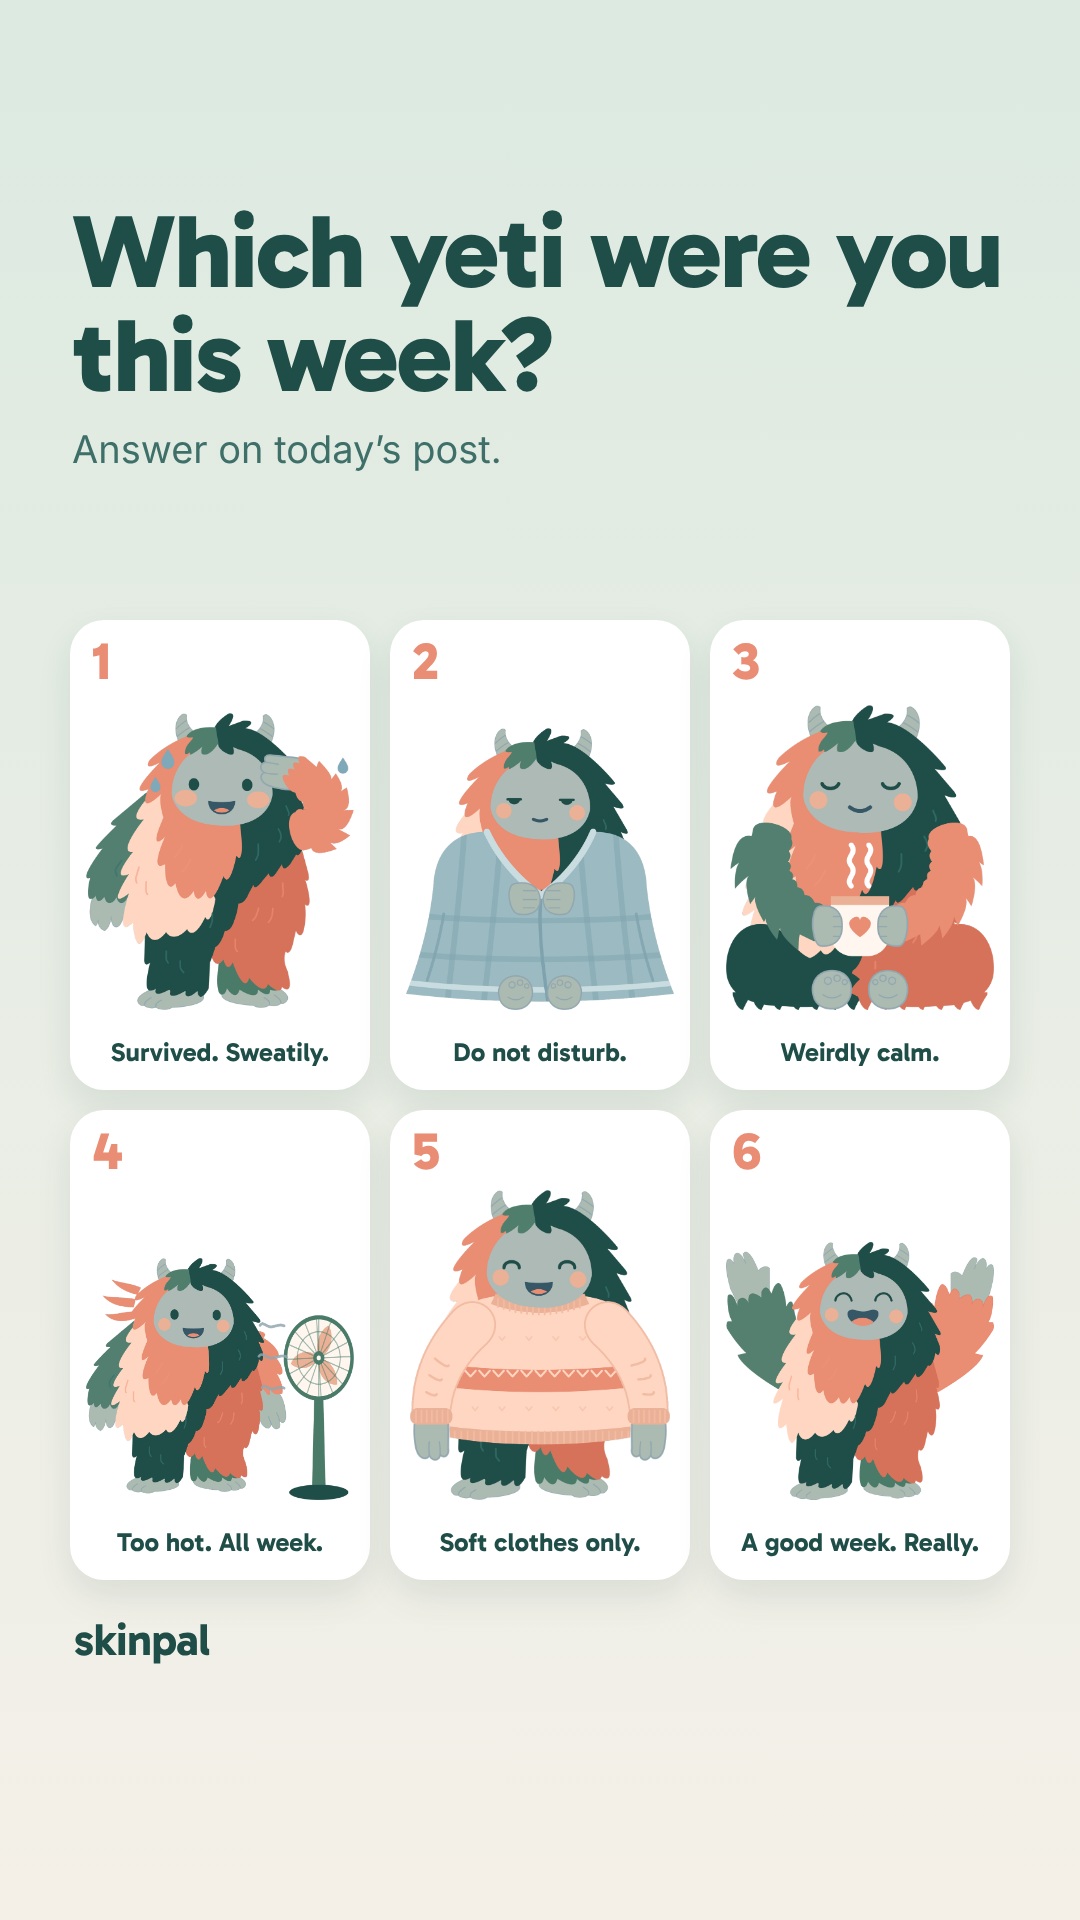 Which yeti were you
this week?
Answer on today’s post.
1
Survived. Sweatily.
2
Do not disturb.
3
Weirdly calm.
4
Too hot. All week.
5
Soft clothes only.
6
A good week. Really.
skinpal